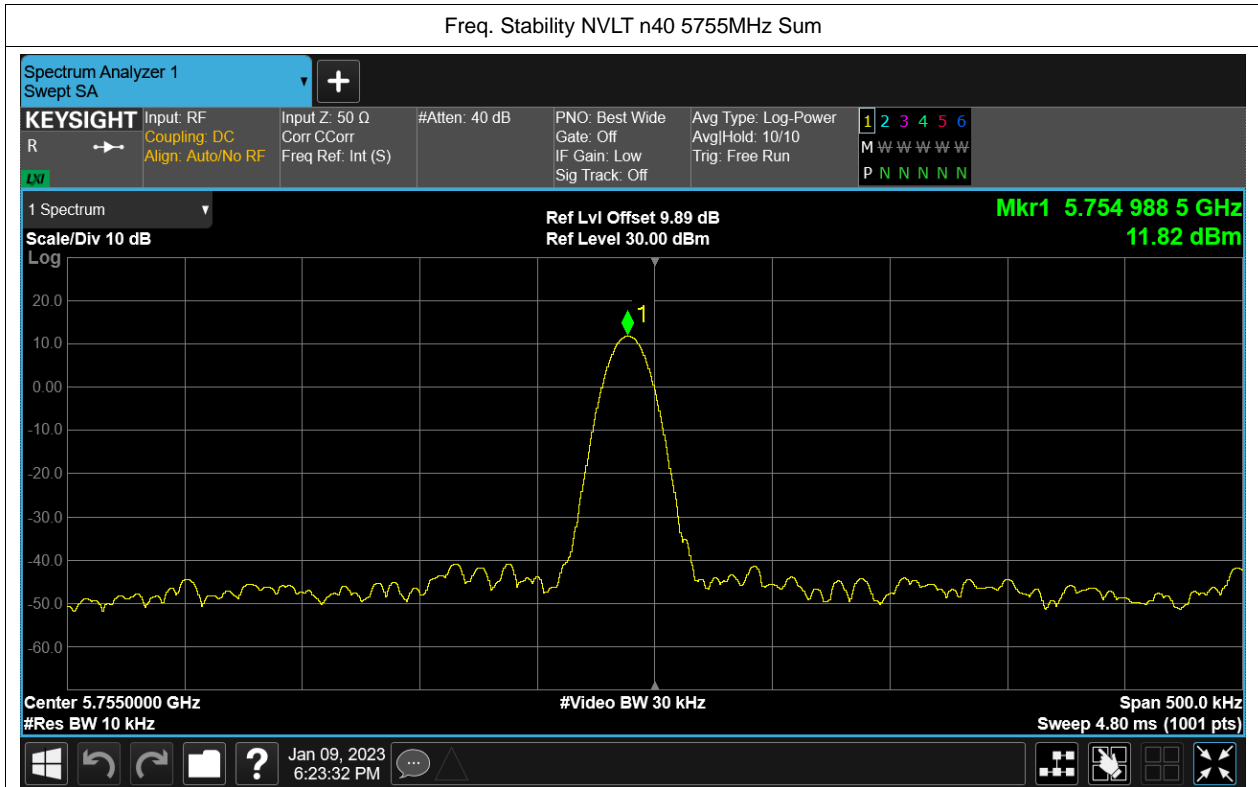 Freq. Stability NVLT n40 5755MHz Sum
Spectrum Analyzer 1
Swept SA
KEYSIGHT
R
LXI
Input: RF
Coupling: DC
Align: Auto/No RF
Input Z: 50 Ω
Corr CCorr
Freq Ref: Int (S)
#Atten: 40 dB
PNO: Best Wide
Gate: Off
IF Gain: Low
Sig Track: Off
Avg Type: Log-Power
Avg|Hold: 10/10
Trig: Free Run
1 2 3 4 5 6
M W W W W W
P N N N N N
1 Spectrum
Scale/Div 10 dB
Log
Ref Lvl Offset 9.89 dB
Ref Level 30.00 dBm
Mkr1 5.754 988 5 GHz
11.82 dBm
1
20.0
10.0
0.00
-10.0
-20.0
-30.0
-40.0
-50.0
-60.0
Center 5.7550000 GHz
#Res BW 10 kHz
#Video BW 30 kHz
Span 500.0 kHz
Sweep 4.80 ms (1001 pts)
?
Jan 09, 2023
6:23:32 PM